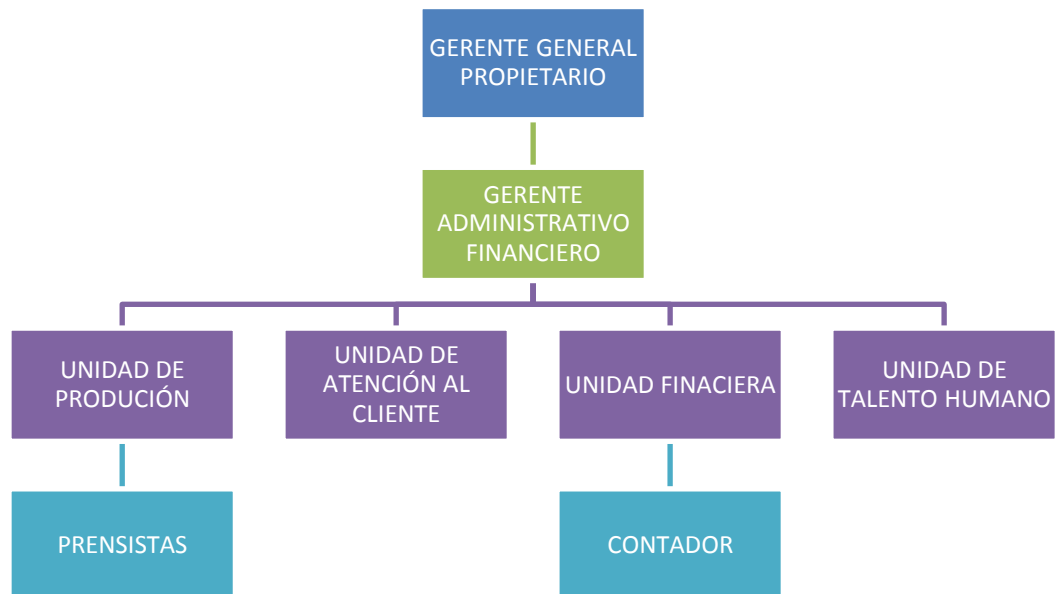 GERENTE GENERAL
PROPIETARIO
GERENTE
ADMINISTRATIVO
FINANCIERO
UNIDAD DE
PRODUCIÓN
UNIDAD DE
ATENCIÓN AL
CLIENTE
UNIDAD FINACIERA
UNIDAD DE
TALENTO HUMANO
PRENSISTAS
CONTADOR